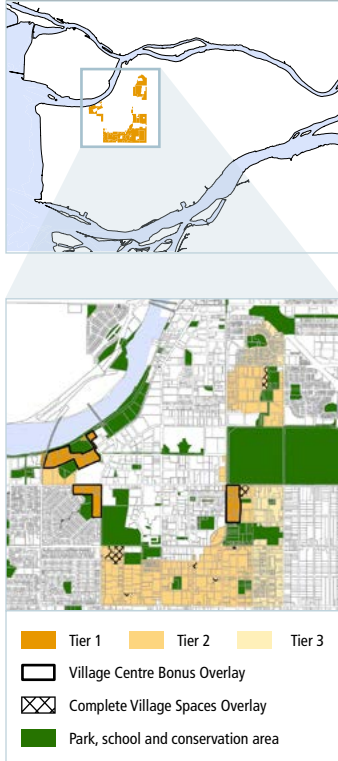 Tier 1 Tier 2 Tier 3
Village Centre Bonus Overlay
Complete Village Spaces Overlay
Park, school and conservation area